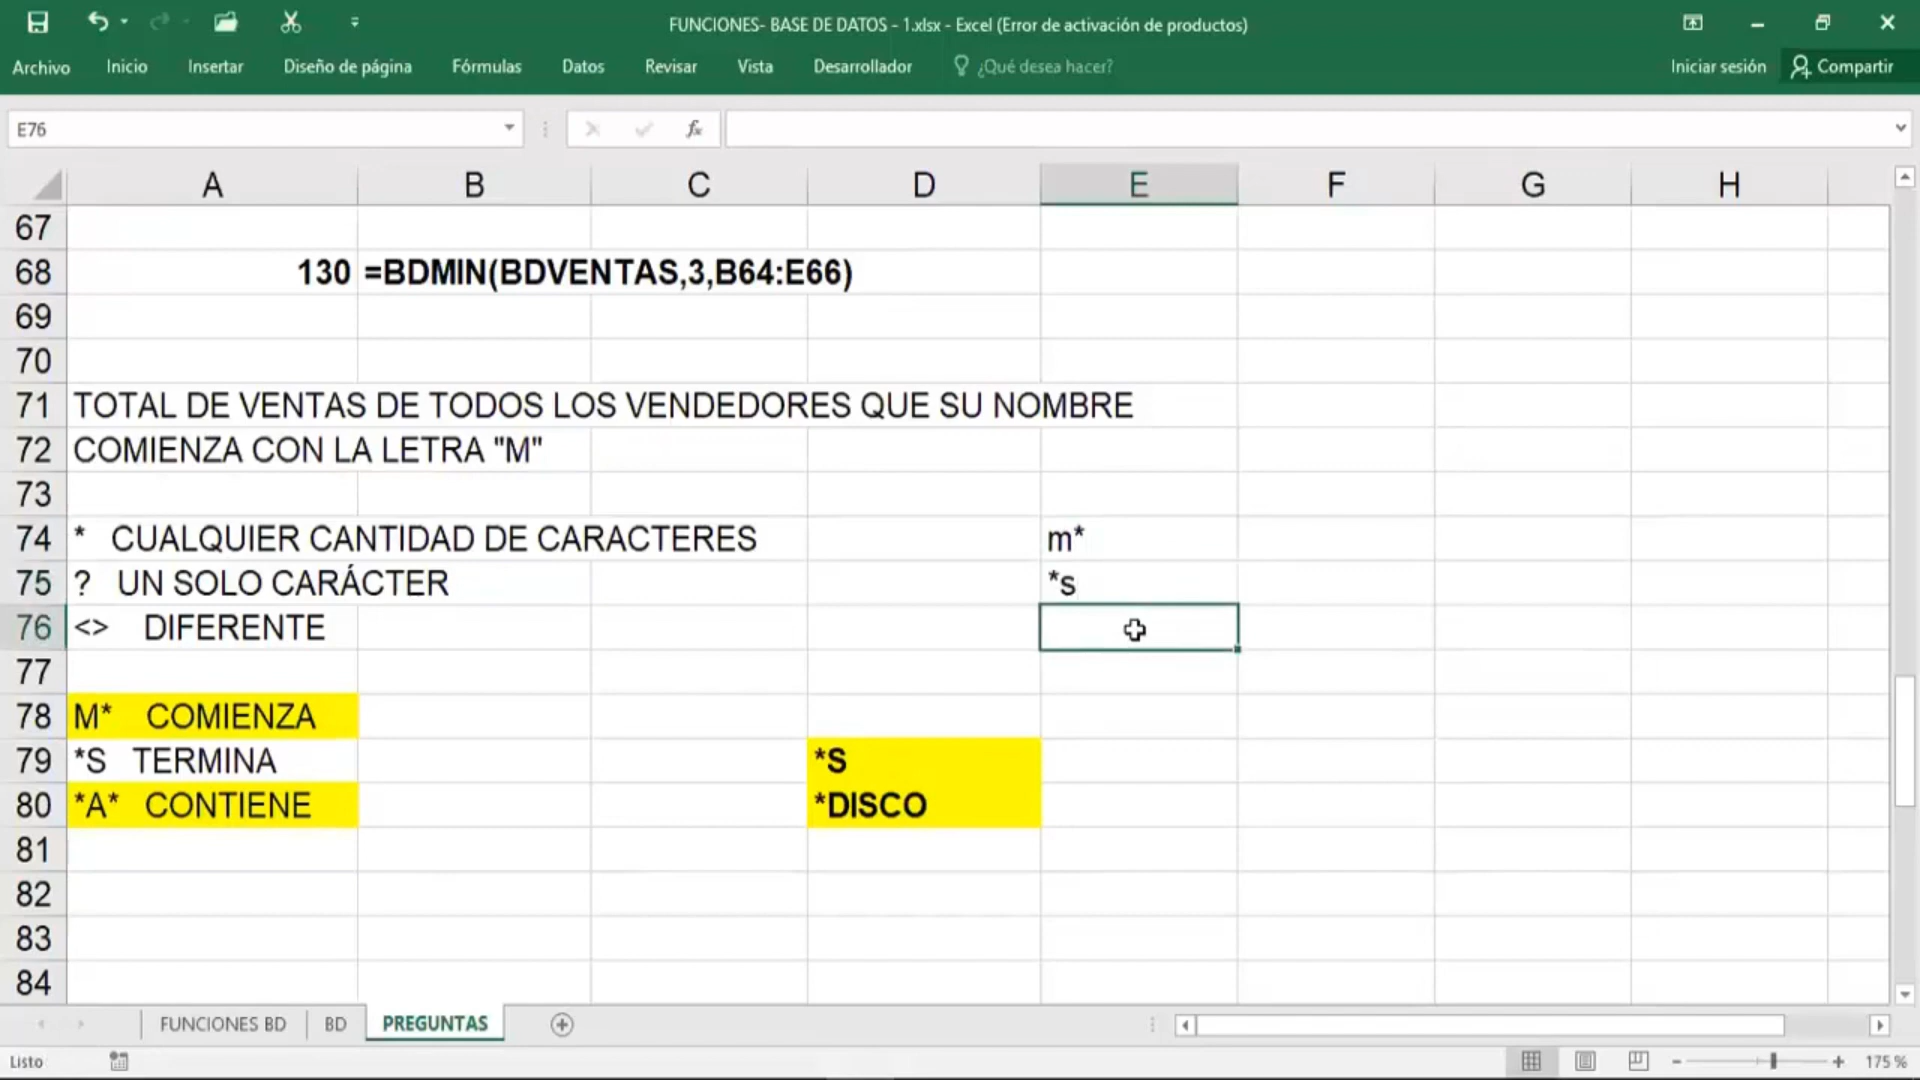 FUNCIONES- BASE DE DATOS - 1.xlsx - Excel (Error de activación de productos)
Archivo Inicio Insertar Diseño de página Fórmulas Datos Revisar Vista Desarrollador ¿Qué desea hacer? Iniciar sesión Compartir
E76 fx
A B C D E F G H
67
68 130 =BDMIN(BDVENTAS,3,B64:E66)
69
70
71 TOTAL DE VENTAS DE TODOS LOS VENDEDORES QUE SU NOMBRE
72 COMIENZA CON LA LETRA "M"
73
74 * CUALQUIER CANTIDAD DE CARACTERES m*
75 ? UN SOLO CARÁCTER *s
76 <> DIFERENTE
77
78 M* COMIENZA
79 *S TERMINA *S
80 *A* CONTIENE *DISCO
81
82
83
84
FUNCIONES BD BD PREGUNTAS
Listo 175 %